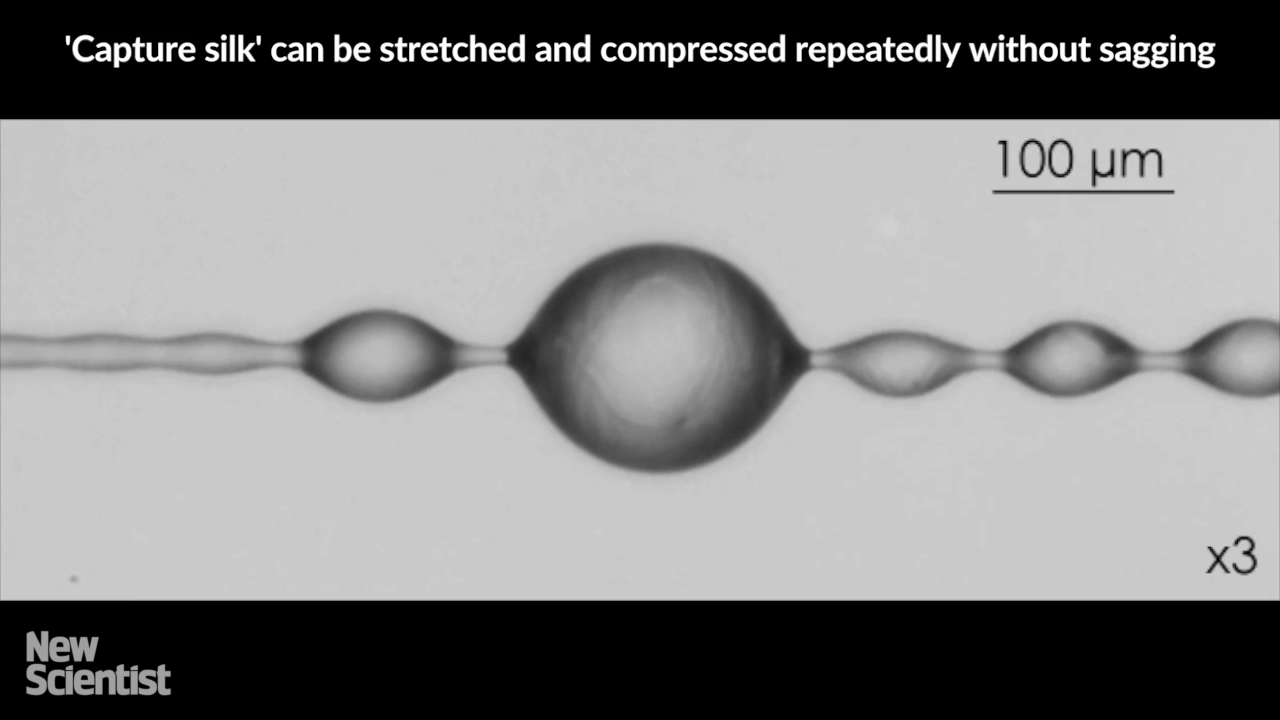 'Capture silk' can be stretched and compressed repeatedly without sagging
100 µm
x3
New
Scientist